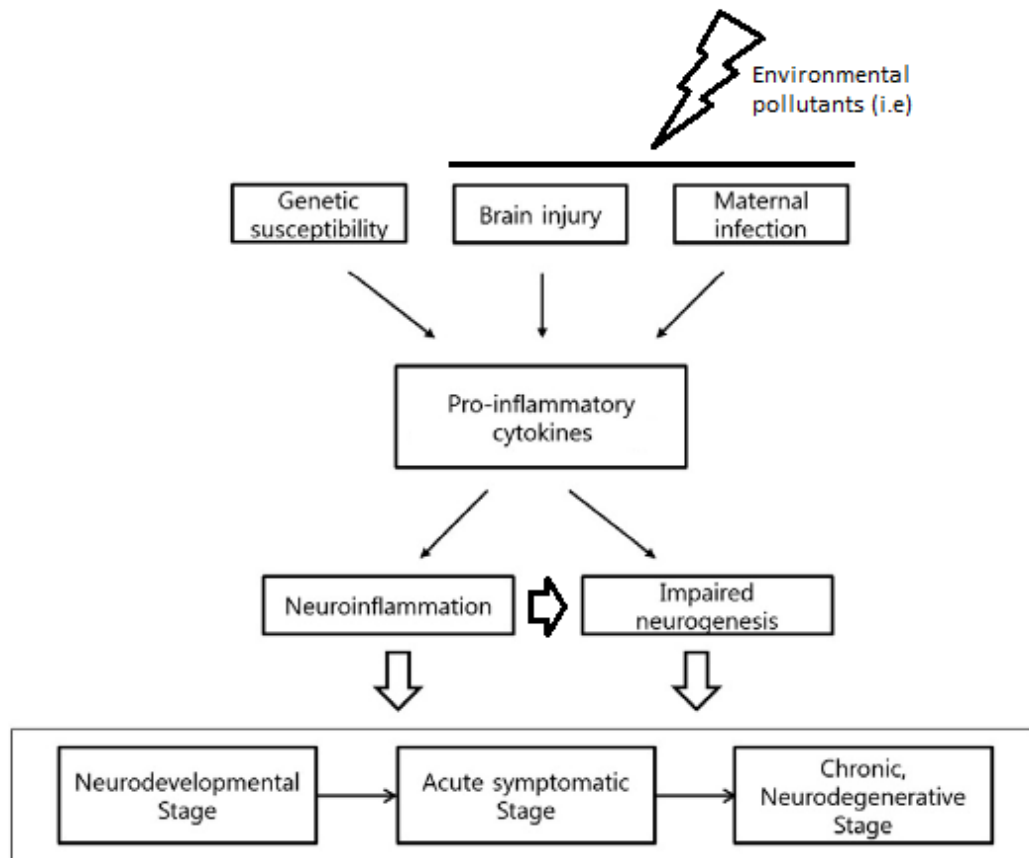 Environmental
pollutants (i.e)
Genetic
susceptibility
Brain injury
Maternal
infection
Pro-inflammatory
cytokines
Neuroinflammation
Impaired
neurogenesis
Neurodevelopmental
Stage
Acute symptomatic
Stage
Chronic,
Neurodegenerative
Stage